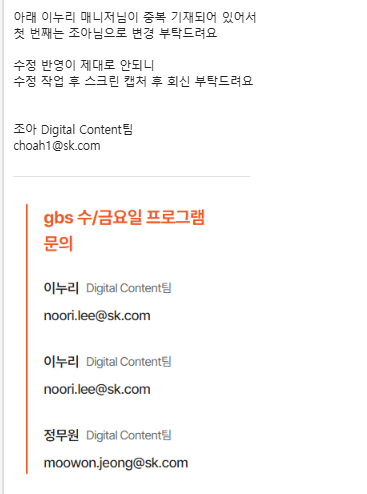 아래 이누리 매니저님이 중복 기재되어 있어서
첫 번째는 조아님으로 변경 부탁드려요
수정 반영이 제대로 안되니
수정 작업 후 스크린 캡처 후 회신 부탁드려요
조아 Digital Content팀
choah1@sk.com
gbs 수/금요일 프로그램
문의
이누리 Digital Content팀
noori.lee@sk.com
이누리 Digital Content팀
noori.lee@sk.com
정무원 Digital Content팀
moowon.jeong@sk.com